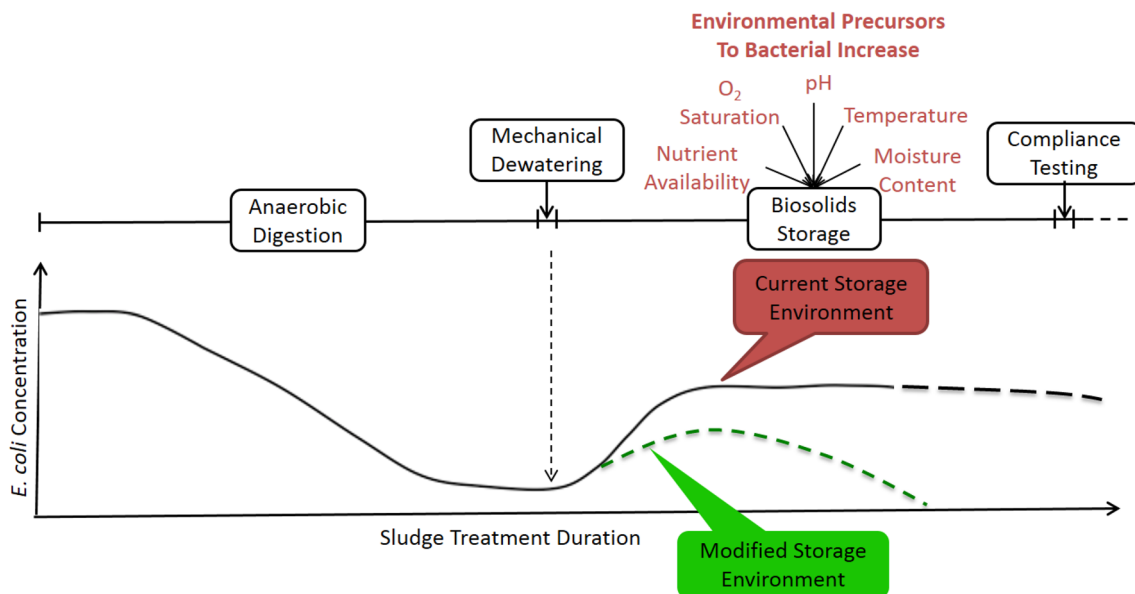 Environmental Precursors
To Bacterial Increase
O₂
Saturation
pH
Temperature
Nutrient
Availability
Moisture
Content
Mechanical
Dewatering
Compliance
Testing
Anaerobic
Digestion
Biosolids
Storage
Current Storage
Environment
E. coli Concentration
Sludge Treatment Duration
Modified Storage
Environment